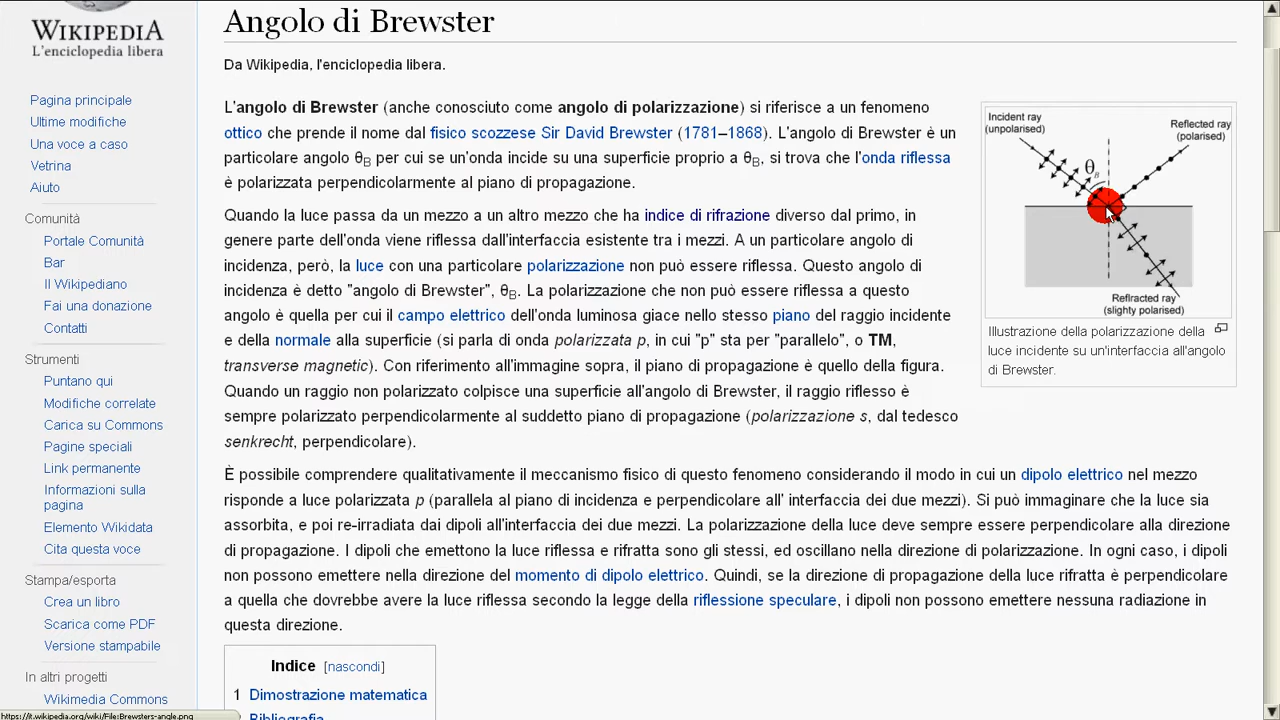 WIKIPEDIA
L'enciclopedia libera
Pagina principale
Ultime modifiche
Una voce a caso
Vetrina
Aiuto
Comunità
Portale Comunità
Bar
Il Wikipediano
Fai una donazione
Contatti
Strumenti
Puntano qui
Modifiche correlate
Carica su Commons
Pagine speciali
Link permanente
Informazioni sulla
pagina
Elemento Wikidata
Cita questa voce
Stampa/esporta
Crea un libro
Scarica come PDF
Versione stampabile
In altri progetti
Wikimedia Commons
https://it.wikipedia.org/wiki/File:Brewsters-angle.png
Angolo di Brewster
Da Wikipedia, l'enciclopedia libera.
L'angolo di Brewster (anche conosciuto come angolo di polarizzazione) si riferisce a un fenomeno
ottico che prende il nome dal fisico scozzese Sir David Brewster (1781–1868). L'angolo di Brewster è un
particolare angolo θB per cui se un'onda incide su una superficie proprio a θB, si trova che l'onda riflessa
è polarizzata perpendicolarmente al piano di propagazione.
Quando la luce passa da un mezzo a un altro mezzo che ha indice di rifrazione diverso dal primo, in
genere parte dell'onda viene riflessa dall'interfaccia esistente tra i mezzi. A un particolare angolo di
incidenza, però, la luce con una particolare polarizzazione non può essere riflessa. Questo angolo di
incidenza è detto "angolo di Brewster", θB. La polarizzazione che non può essere riflessa a questo
angolo è quella per cui il campo elettrico dell'onda luminosa giace nello stesso piano del raggio incidente
e della normale alla superficie (si parla di onda polarizzata p, in cui "p" sta per "parallelo", o TM,
transverse magnetic). Con riferimento all'immagine sopra, il piano di propagazione è quello della figura.
Quando un raggio non polarizzato colpisce una superficie all'angolo di Brewster, il raggio riflesso è
sempre polarizzato perpendicolarmente al suddetto piano di propagazione (polarizzazione s, dal tedesco
senkrecht, perpendicolare).
È possibile comprendere qualitativamente il meccanismo fisico di questo fenomeno considerando il modo in cui un dipolo elettrico nel mezzo
risponde a luce polarizzata p (parallela al piano di incidenza e perpendicolare all' interfaccia dei due mezzi). Si può immaginare che la luce sia
assorbita, e poi re-irradiata dai dipoli all'interfaccia dei due mezzi. La polarizzazione della luce deve sempre essere perpendicolare alla direzione
di propagazione. I dipoli che emettono la luce riflessa e rifratta sono gli stessi, ed oscillano nella direzione di polarizzazione. In ogni caso, i dipoli
non possono emettere nella direzione del momento di dipolo elettrico. Quindi, se la direzione di propagazione della luce rifratta è perpendicolare
a quella che dovrebbe avere la luce riflessa secondo la legge della riflessione speculare, i dipoli non possono emettere nessuna radiazione in
questa direzione.
Indice [nascondi]
1 Dimostrazione matematica
Bibliografia
Incident ray
(unpolarised)
Reflected ray
(polarised)
θB
Reflracted ray
(slighty polarised)
Illustrazione della polarizzazione della
luce incidente su un'interfaccia all'angolo
di Brewster.